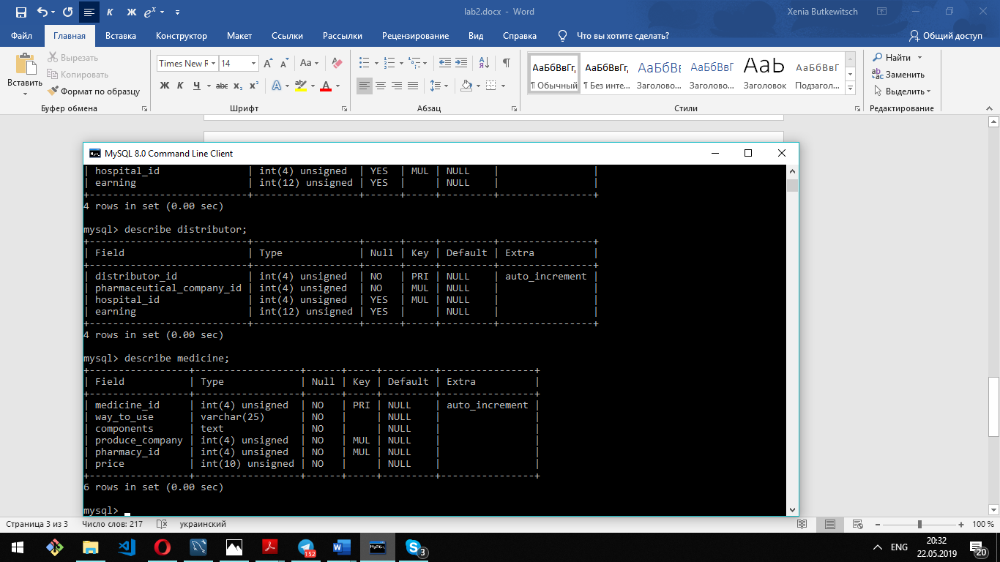 lab2.docx - Word
Xenia Butkewitsch
Файл Главная Вставка Конструктор Макет Ссылки Рассылки Рецензирование Вид Справка Что вы хотите сделать? Общий доступ
Вставить
Вырезать
Копировать
Формат по образцу
Буфер обмена
Times New R 14
Aa
Ж К Ч abc x₂ x²
Шрифт
Абзац
АаБбВвГг, АаБбВвГг, АаБбВв АаБбВвГ Аab АаБбВвГ
¶ Обычный ¶ Без инте... Заголово... Заголово... Заголовок Подзагол...
Стили
Найти
Заменить
Выделить
Редактирование
MySQL 8.0 Command Line Client
| hospital_id | int(4) unsigned | YES | MUL | NULL | |
| earning | int(12) unsigned | YES | | NULL | |
4 rows in set (0.00 sec)
mysql> describe distributor;
| Field | Type | Null | Key | Default | Extra |
| distributor_id | int(4) unsigned | NO | PRI | NULL | auto_increment |
| pharmaceutical_company_id | int(4) unsigned | NO | MUL | NULL | |
| hospital_id | int(4) unsigned | YES | MUL | NULL | |
| earning | int(12) unsigned | YES | | NULL | |
4 rows in set (0.00 sec)
mysql> describe medicine;
| Field | Type | Null | Key | Default | Extra |
| medicine_id | int(4) unsigned | NO | PRI | NULL | auto_increment |
| way_to_use | varchar(25) | NO | | NULL | |
| components | text | NO | | NULL | |
| produce_company | int(4) unsigned | NO | MUL | NULL | |
| pharmacy_id | int(4) unsigned | NO | MUL | NULL | |
| price | int(10) unsigned | NO | | NULL | |
6 rows in set (0.00 sec)
mysql>
Страница 3 из 3 Число слов: 217 украинский 100 %
152 3 ENG 20:32
22.05.2019 20